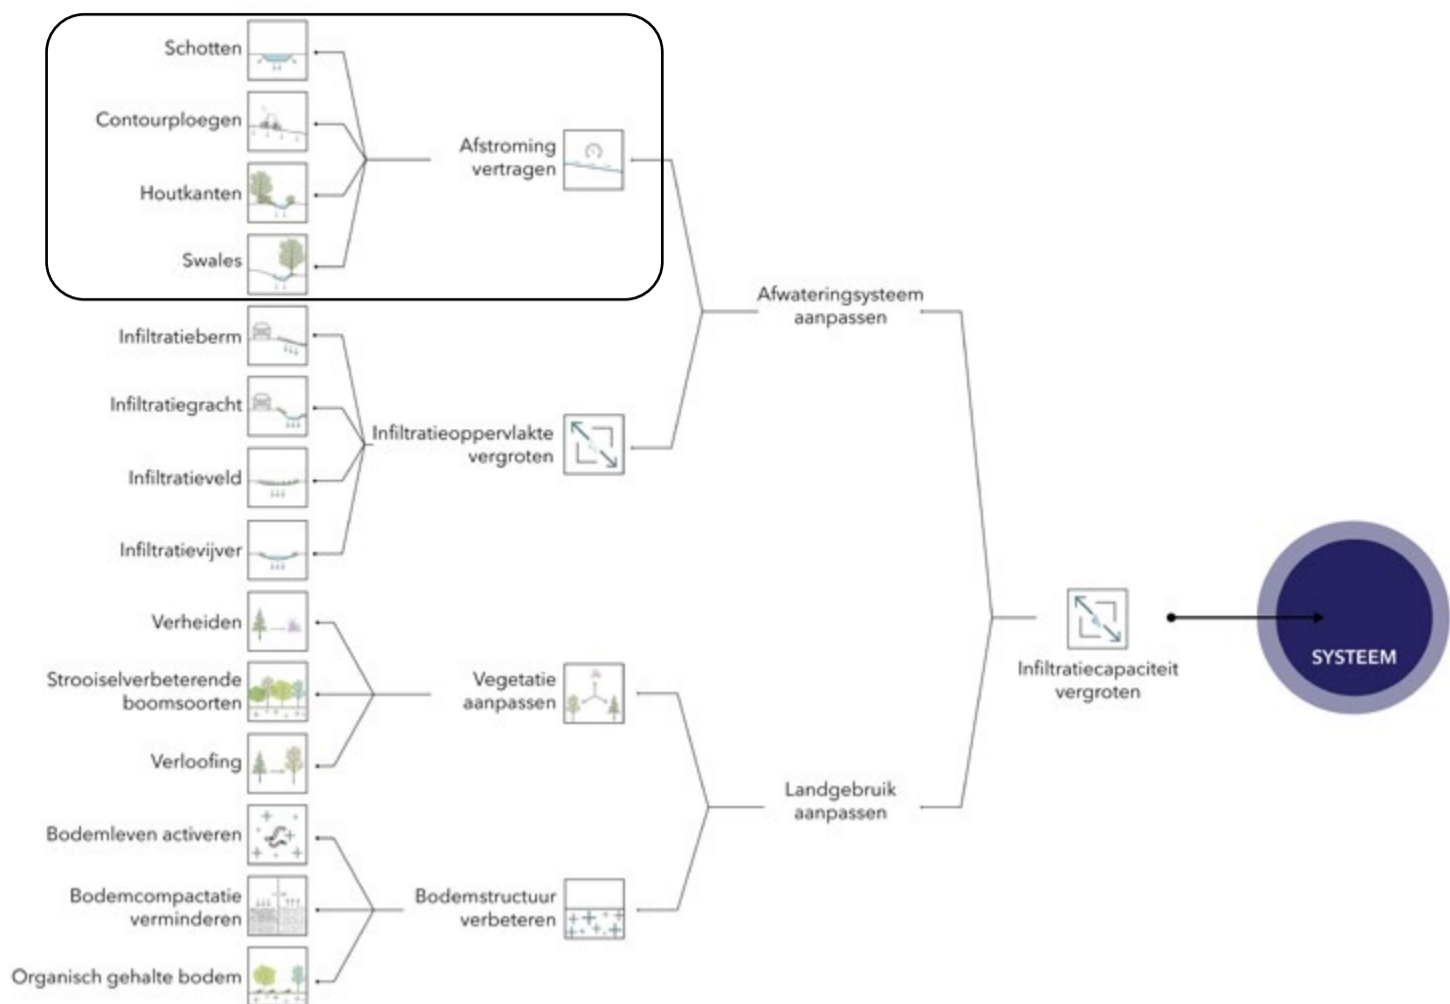 Schotten
Contourploegen
Houtkanten
Swales
Afstroming
vertragen
Infiltratieberm
Infiltratiegracht
Infiltratieveld
Infiltratievijver
Infiltratieoppervlakte
vergroten
Afwateringsysteem
aanpassen
Verheiden
Strooiselverbeterende
boomsoorten
Verloofing
Vegetatie
aanpassen
Bodemleven activeren
Bodemcompactatie
verminderen
Organisch gehalte bodem
Bodemstructuur
verbeteren
Landgebruik
aanpassen
Infiltratiecapaciteit
vergroten
SYSTEEM